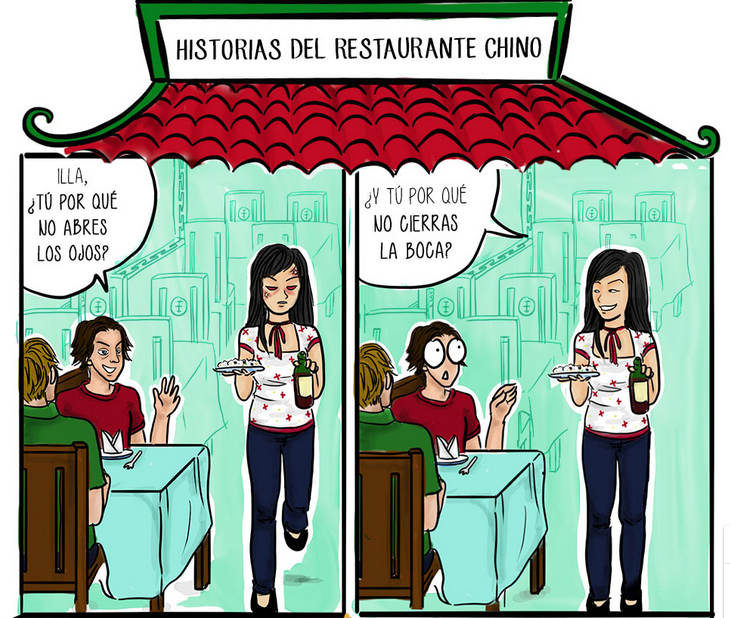 HISTORIAS DEL RESTAURANTE CHINO
ILLA,
¿TÚ POR QUÉ
NO ABRES
LOS OJOS?
¿Y TÚ POR QUÉ
NO CIERRAS
LA BOCA?